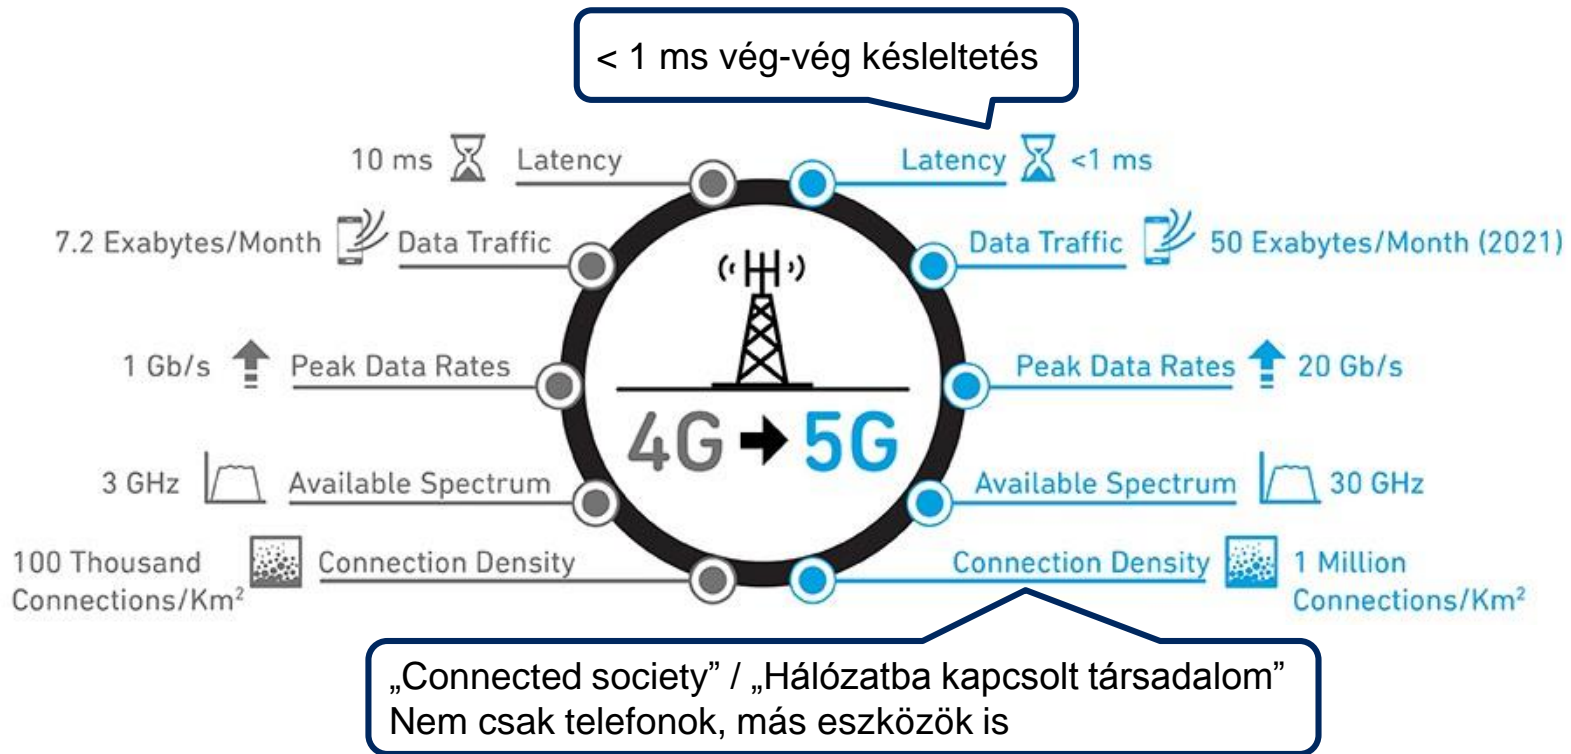 < 1 ms vég-vég késleltetés
10 ms Latency
Latency <1 ms
7.2 Exabytes/Month Data Traffic
Data Traffic 50 Exabytes/Month (2021)
1 Gb/s Peak Data Rates
Peak Data Rates 20 Gb/s
4G 5G
3 GHz Available Spectrum
Available Spectrum 30 GHz
100 Thousand
Connections/Km²
Connection Density
Connection Density
1 Million
Connections/Km²
„Connected society” / „Hálózatba kapcsolt társadalom”
Nem csak telefonok, más eszközök is